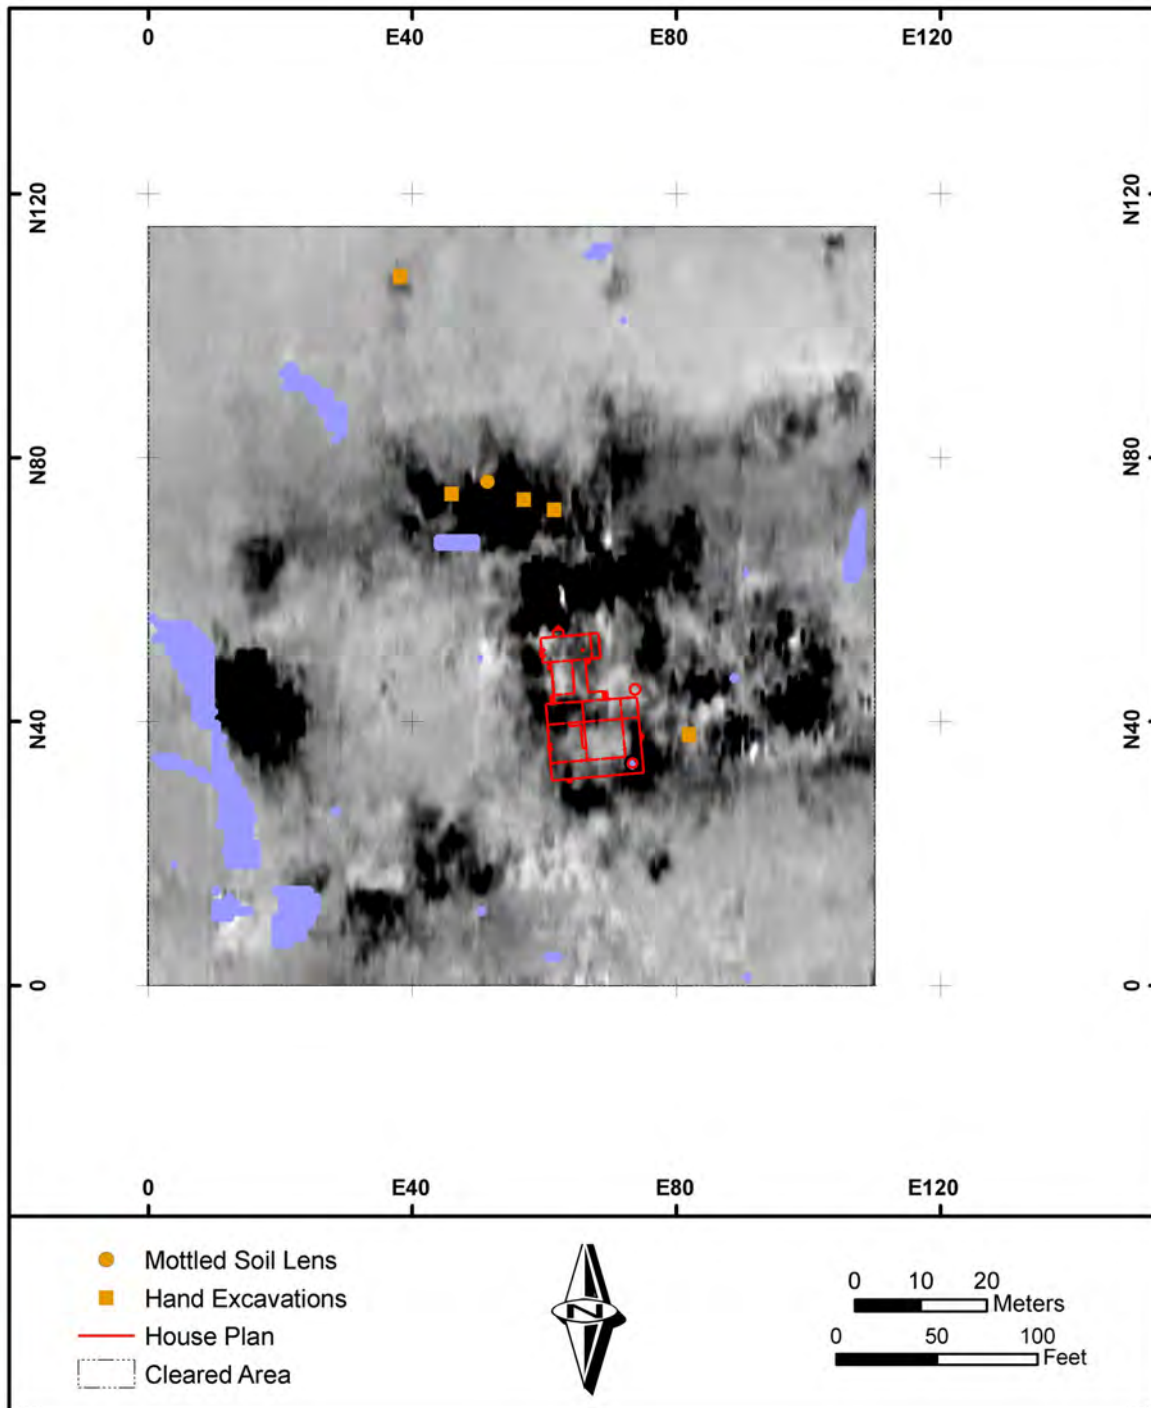 0 E40 E80 E120
N120 N120
N80 N80
N40 N40
0 0
0 E40 E80 E120
Mottled Soil Lens
Hand Excavations
House Plan
Cleared Area
N
0 10 20
Meters
0 50 100
Feet